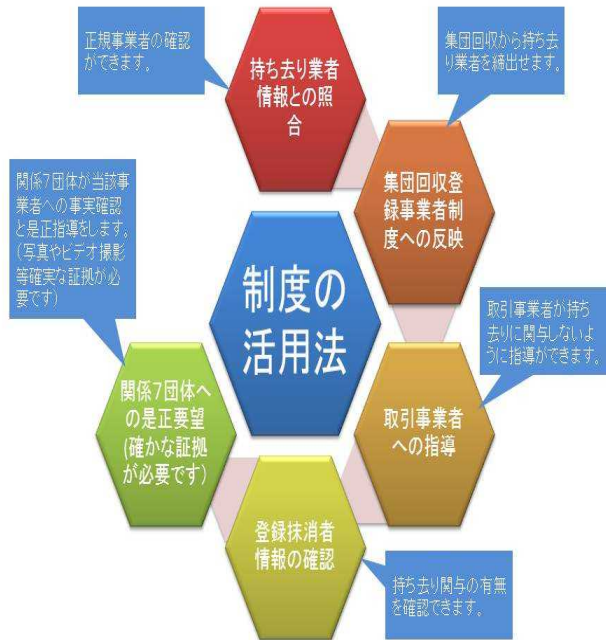 正規事業者の確認
ができます。
持ち去り業者
情報との照
合
集団回収から持ち去
り業者を締出せます。
集団回収登
録事業者制
度への反映
関係7団体が当該事
業者への事実確認
と是正指導をします。
(写真やビデオ撮影
等確実な証拠が必
要です)
制度の
活用法
取引事業者が持ち
去りに関与しないよ
うに指導ができます。
関係7団体へ
の是正要望
(確かな証拠
が必要です)
取引事業者
への指導
登録抹消者
情報の確認
持ち去り関与の有無
を確認できます。